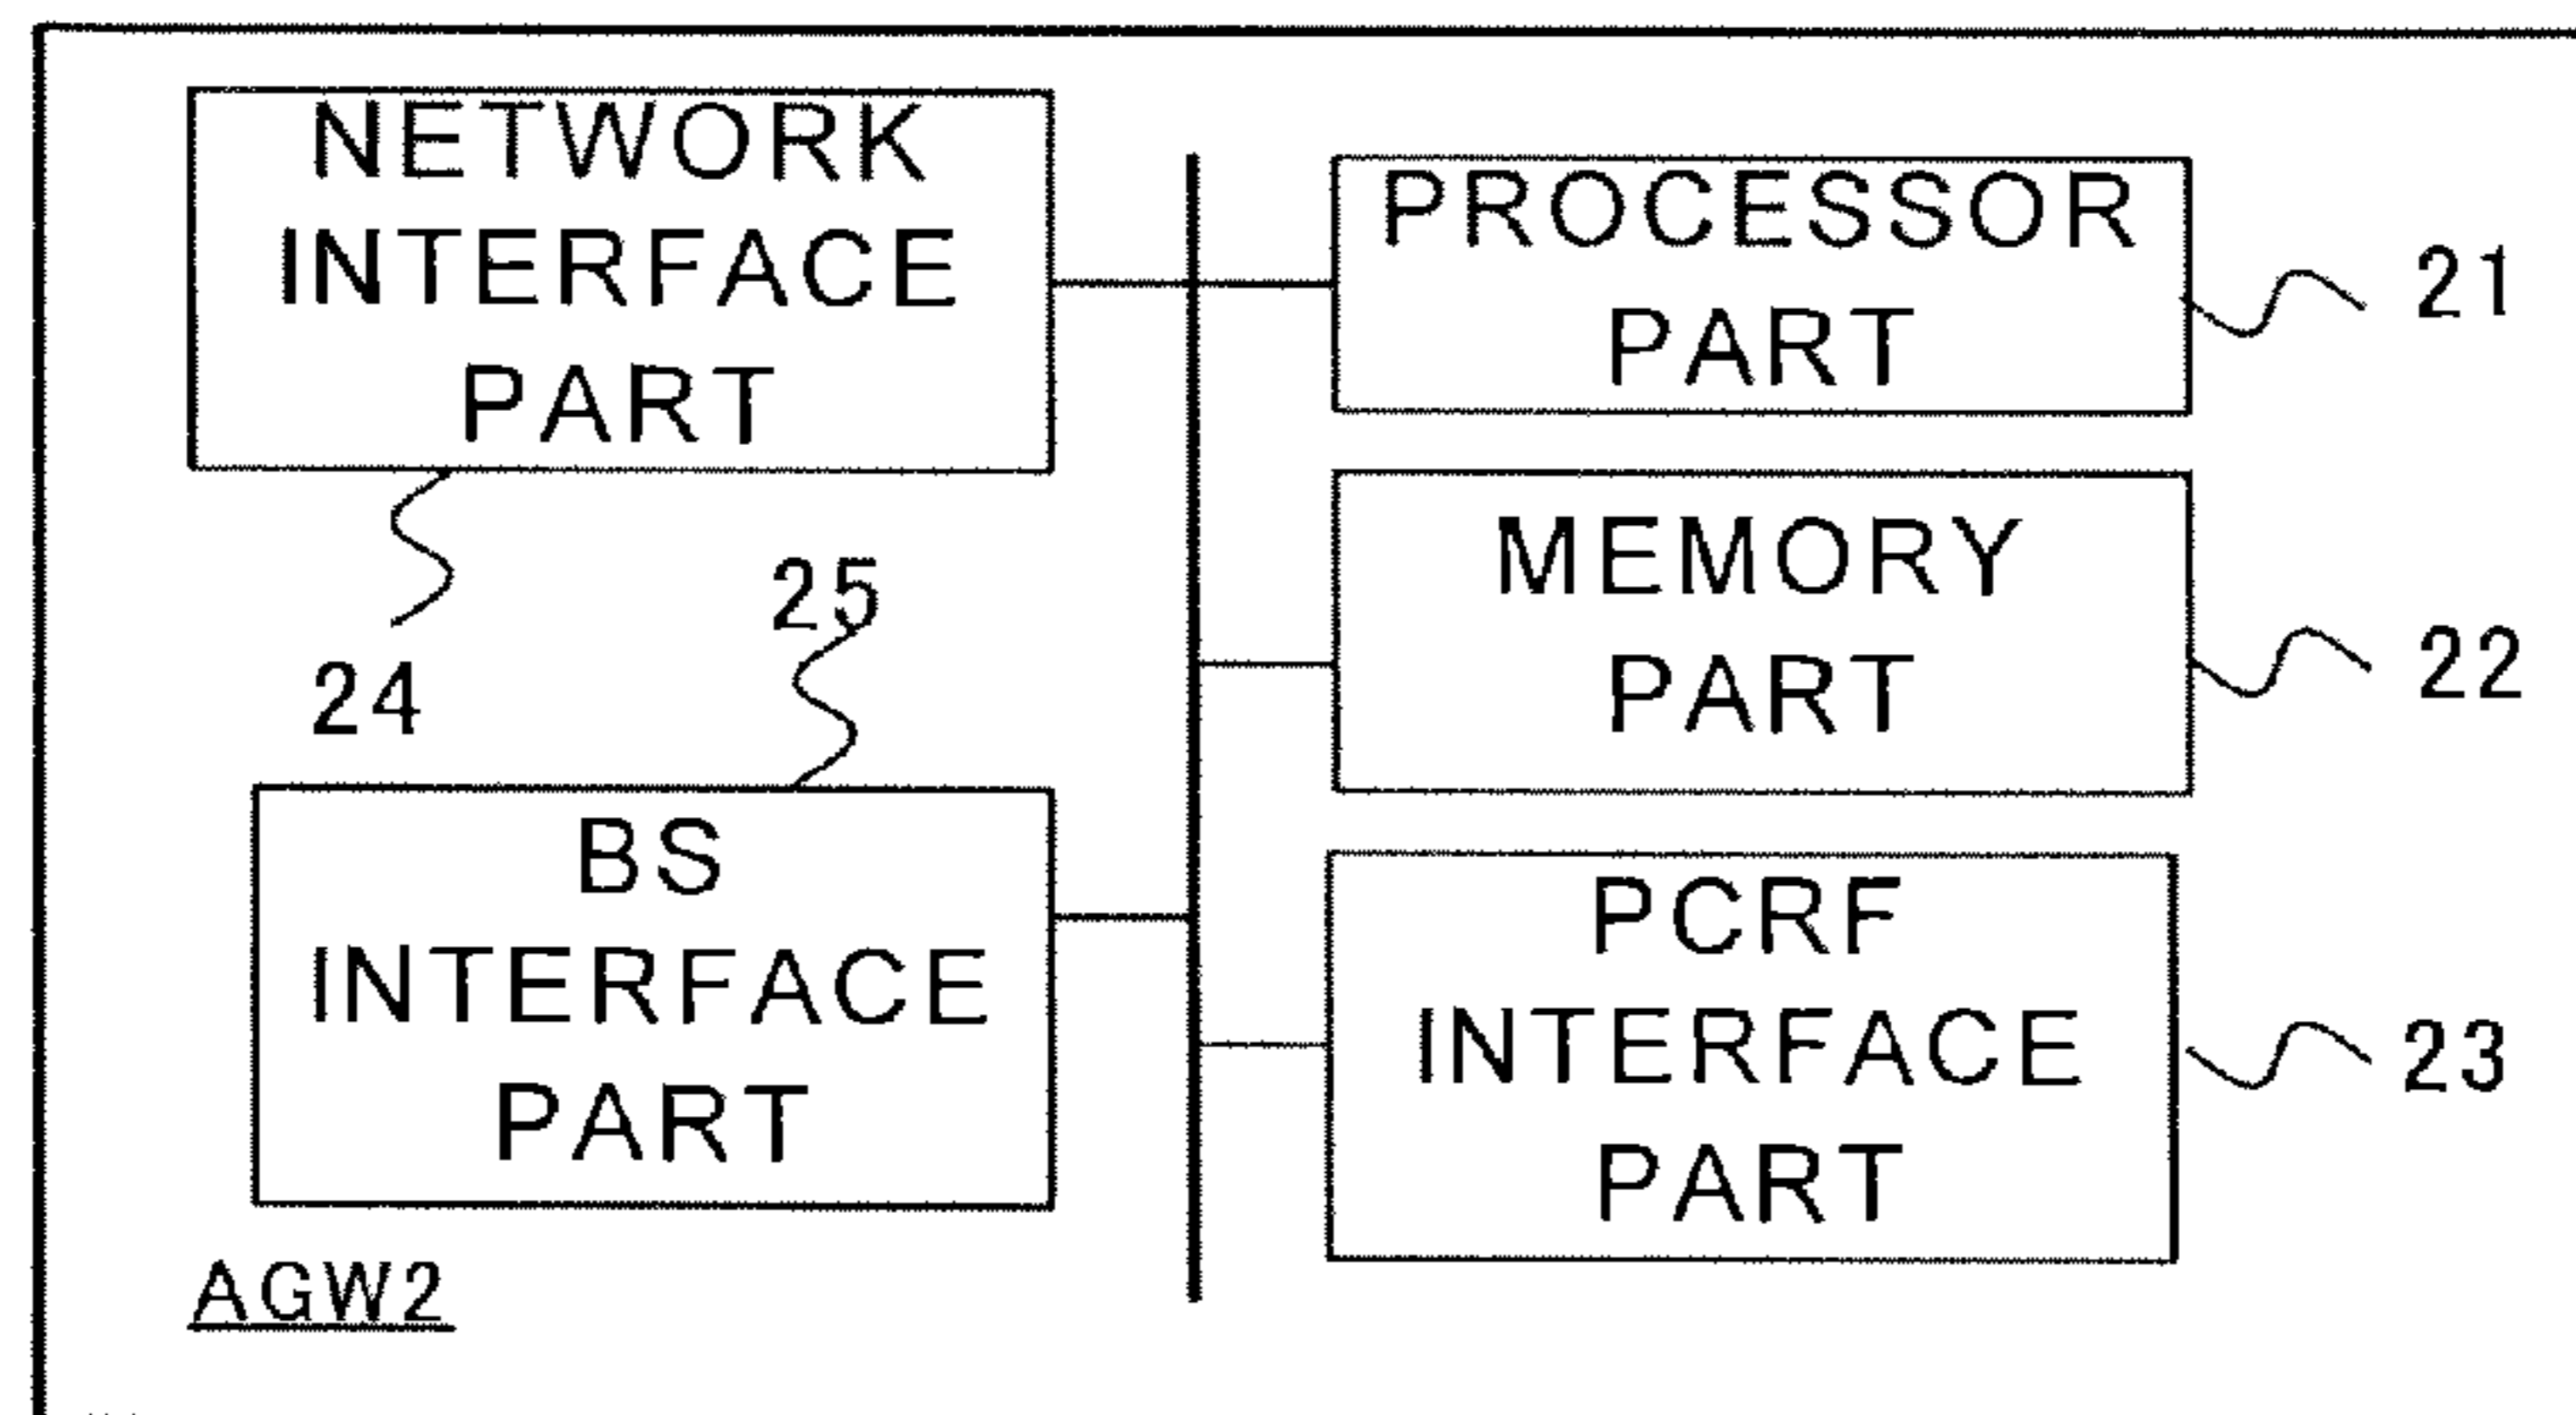 NETWORK
INTERFACE
PART
24
25
BS
INTERFACE
PART
AGW2
PROCESSOR
PART
21
MEMORY
PART
22
PCRF
INTERFACE
PART
23